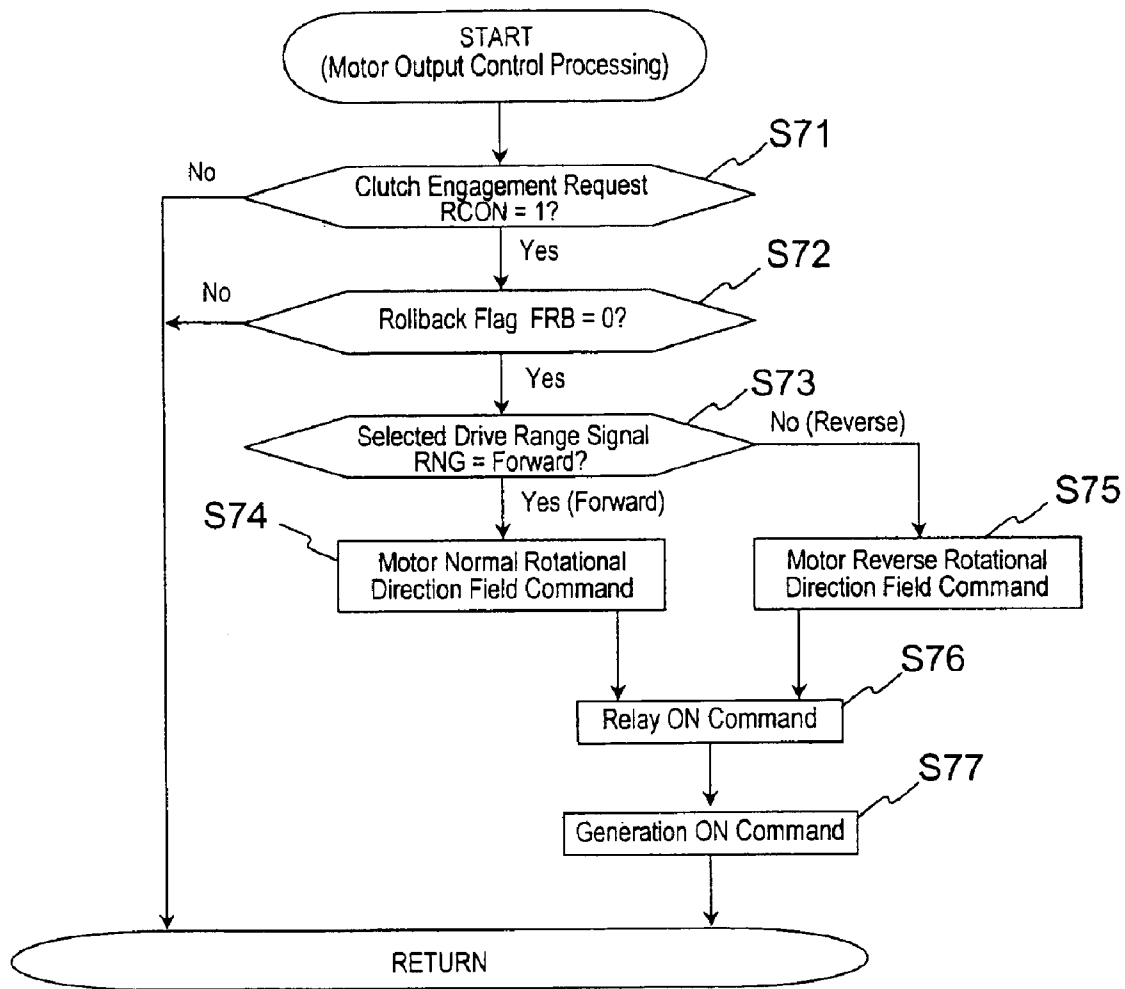 START
(Motor Output Control Processing)
S71
No
Clutch Engagement Request
RCON = 1?
Yes
S72
No
Rollback Flag FRB = 0?
Yes
S73
No (Reverse)
Selected Drive Range Signal
RNG = Forward?
Yes (Forward)
S74
S75
Motor Normal Rotational
Direction Field Command
Motor Reverse Rotational
Direction Field Command
S76
Relay ON Command
S77
Generation ON Command
RETURN